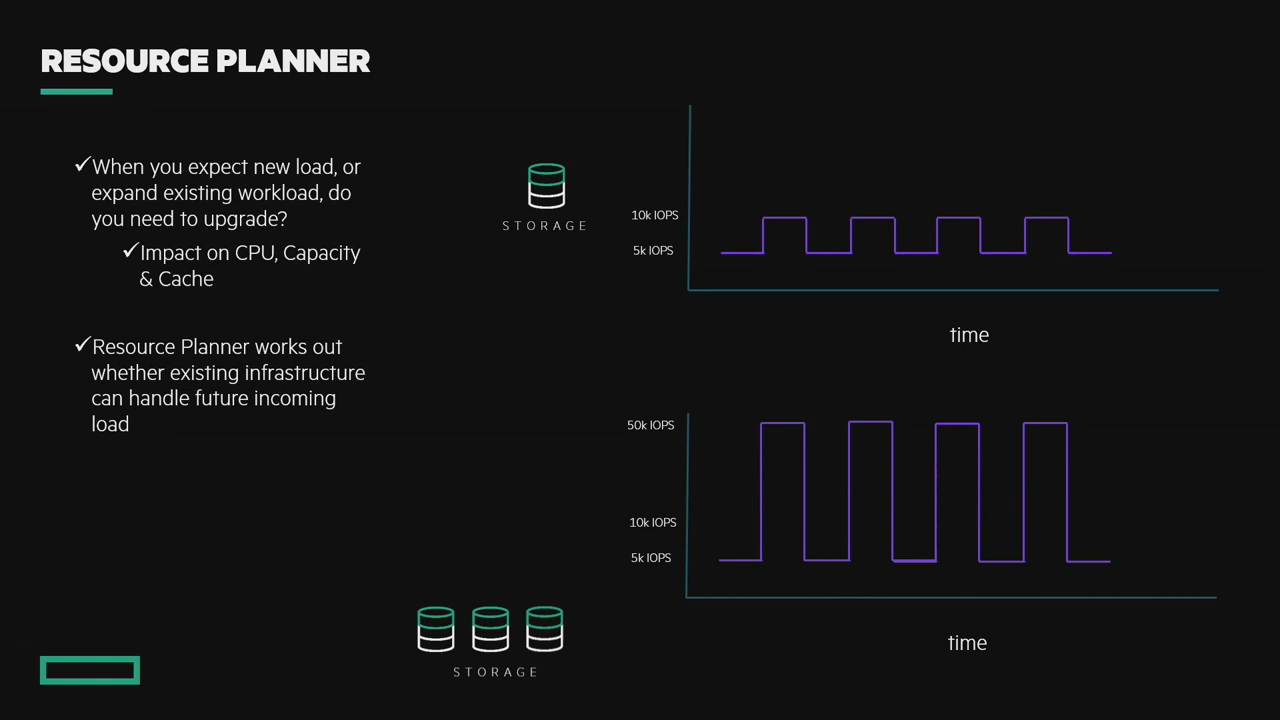 RESOURCE PLANNER
✓When you expect new load, or
expand existing workload, do
you need to upgrade?
✓Impact on CPU, Capacity
& Cache
✓Resource Planner works out
whether existing infrastructure
can handle future incoming
load
STORAGE
10k IOPS
5k IOPS
time
50k IOPS
10k IOPS
5k IOPS
time
STORAGE